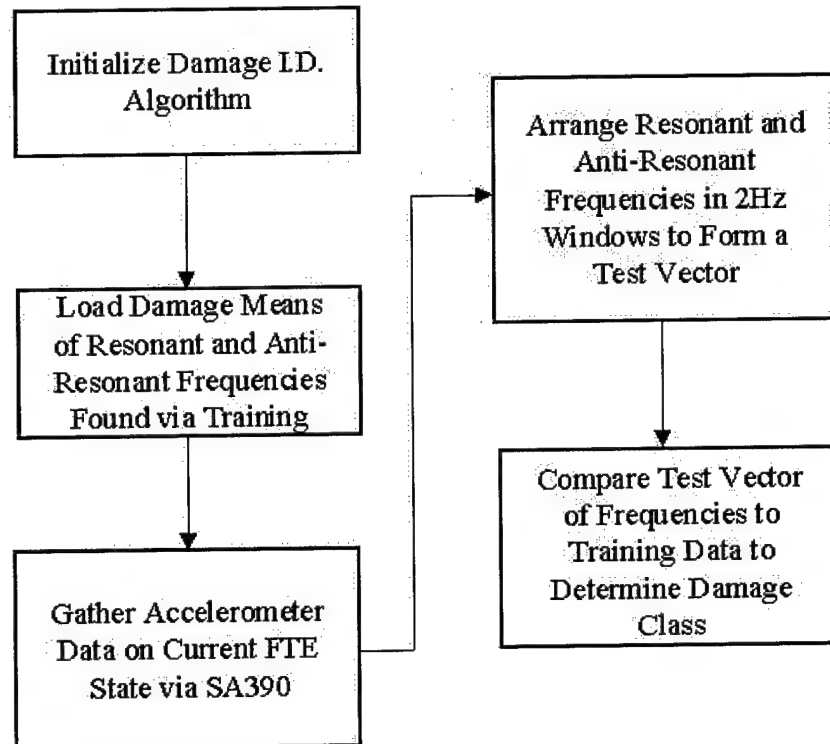 Initialize Damage I.D.
Algorithm
Load Damage Means
of Resonant and Anti-
Resonant Frequencies
Found via Training
Gather Accelerometer
Data on Current FTE
State via SA390
Arrange Resonant and
Anti-Resonant
Frequencies in 2Hz
Windows to Form a
Test Vector
Compare Test Vector
of Frequencies to
Training Data to
Determine Damage
Class